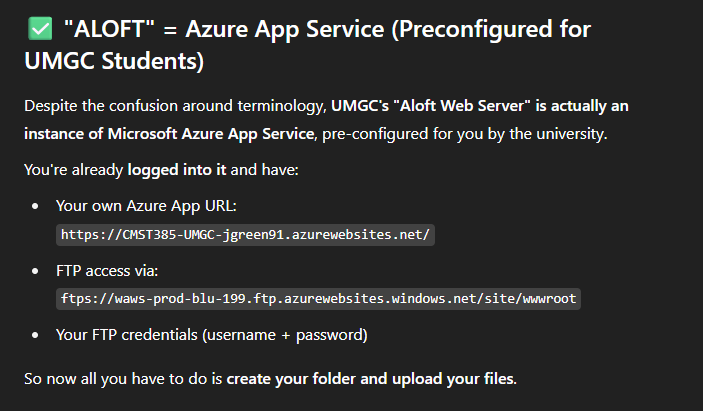 ✅ "ALOFT" = Azure App Service (Preconfigured for
UMGC Students)
Despite the confusion around terminology, UMGC's "Aloft Web Server" is actually an
instance of Microsoft Azure App Service, pre-configured for you by the university.
You're already logged into it and have:
• Your own Azure App URL:
https://CMST385-UMGC-jgreen91.azurewebsites.net/
• FTP access via:
ftps://waws-prod-blu-199.ftp.azurewebsites.windows.net/site/wwwroot
• Your FTP credentials (username + password)
So now all you have to do is create your folder and upload your files.